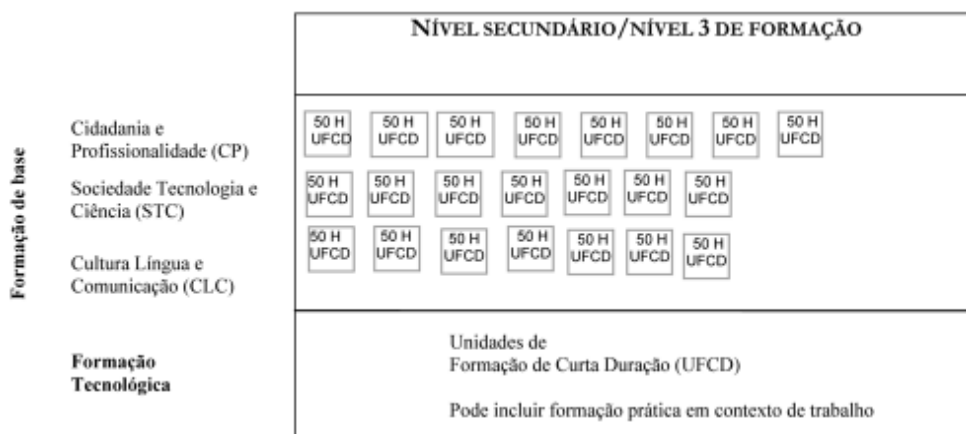 NÍVEL SECUNDÁRIO/NÍVEL 3 DE FORMAÇÃO
Formação de base
Cidadania e
Profissionalidade (CP)
50 H 50 H 50 H 50 H 50 H 50 H 50 H 50 H
UFCD UFCD UFCD UFCD UFCD UFCD UFCD UFCD
Sociedade Tecnologia e
Ciência (STC)
50 H 50 H 50 H 50 H 50 H 50 H 50 H
UFCD UFCD UFCD UFCD UFCD UFCD UFCD
Cultura Língua e
Comunicação (CLC)
50 H 50 H 50 H 50 H 50 H 50 H 50 H
UFCD UFCD UFCD UFCD UFCD UFCD UFCD
Formação
Tecnológica
Unidades de
Formação de Curta Duração (UFCD)
Pode incluir formação prática em contexto de trabalho